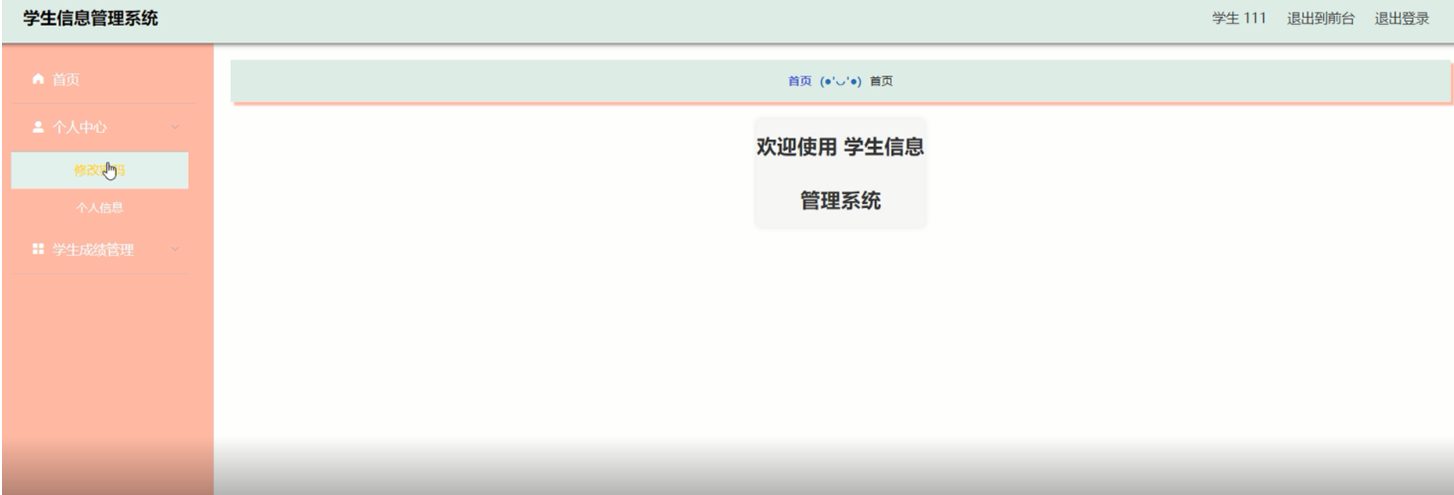 学生信息管理系统
学生 111 退出到前台 退出登录
首页
个人中心
修改
个人信息
学生成绩管理
首页 (●'◡'●) 首页
欢迎使用 学生信息
管理系统